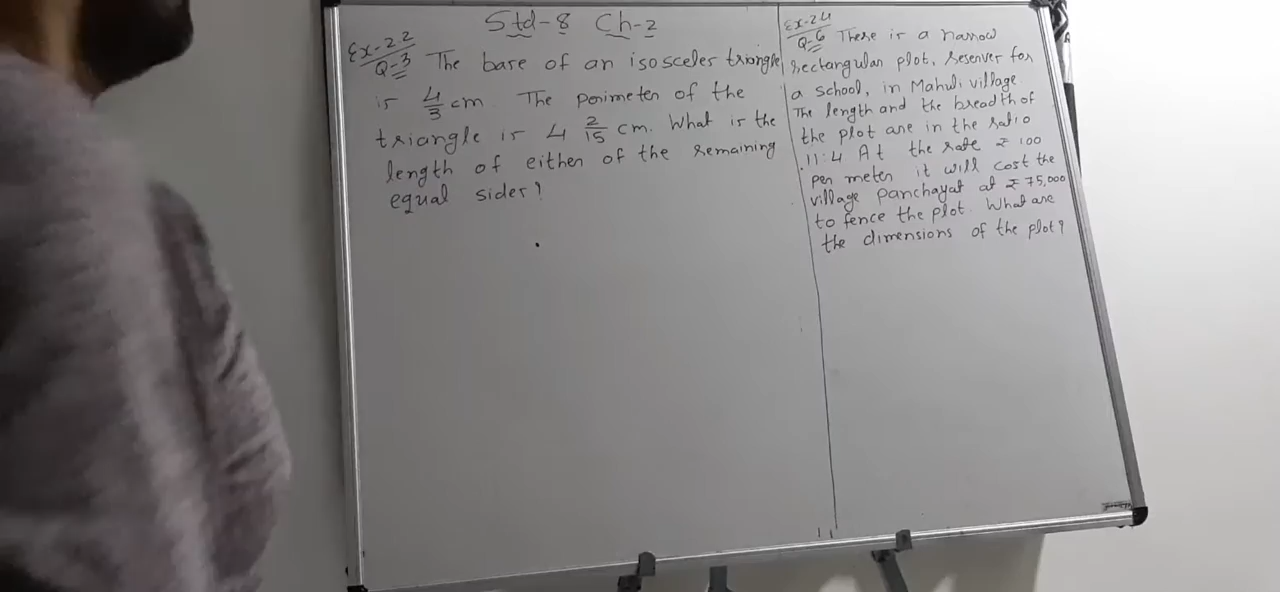 Std-8 Ch-2
Ex-2.2
Q-3 The base of an isosceles triangle
is 4/3 cm. The perimeter of the
triangle is 4 2/15 cm. What is the
length of either of the remaining
equal sides?
Ex-2.4
Q-6 There is a narrow
rectangular plot, reserver for
a school, in Mahuli village
The length and the breadth of
the plot are in the ratio
11:4 At the rate ₹ 100
per meter it will cost the
village panchayat at ₹ 75,000
to fence the plot. What are
the dimensions of the plot?